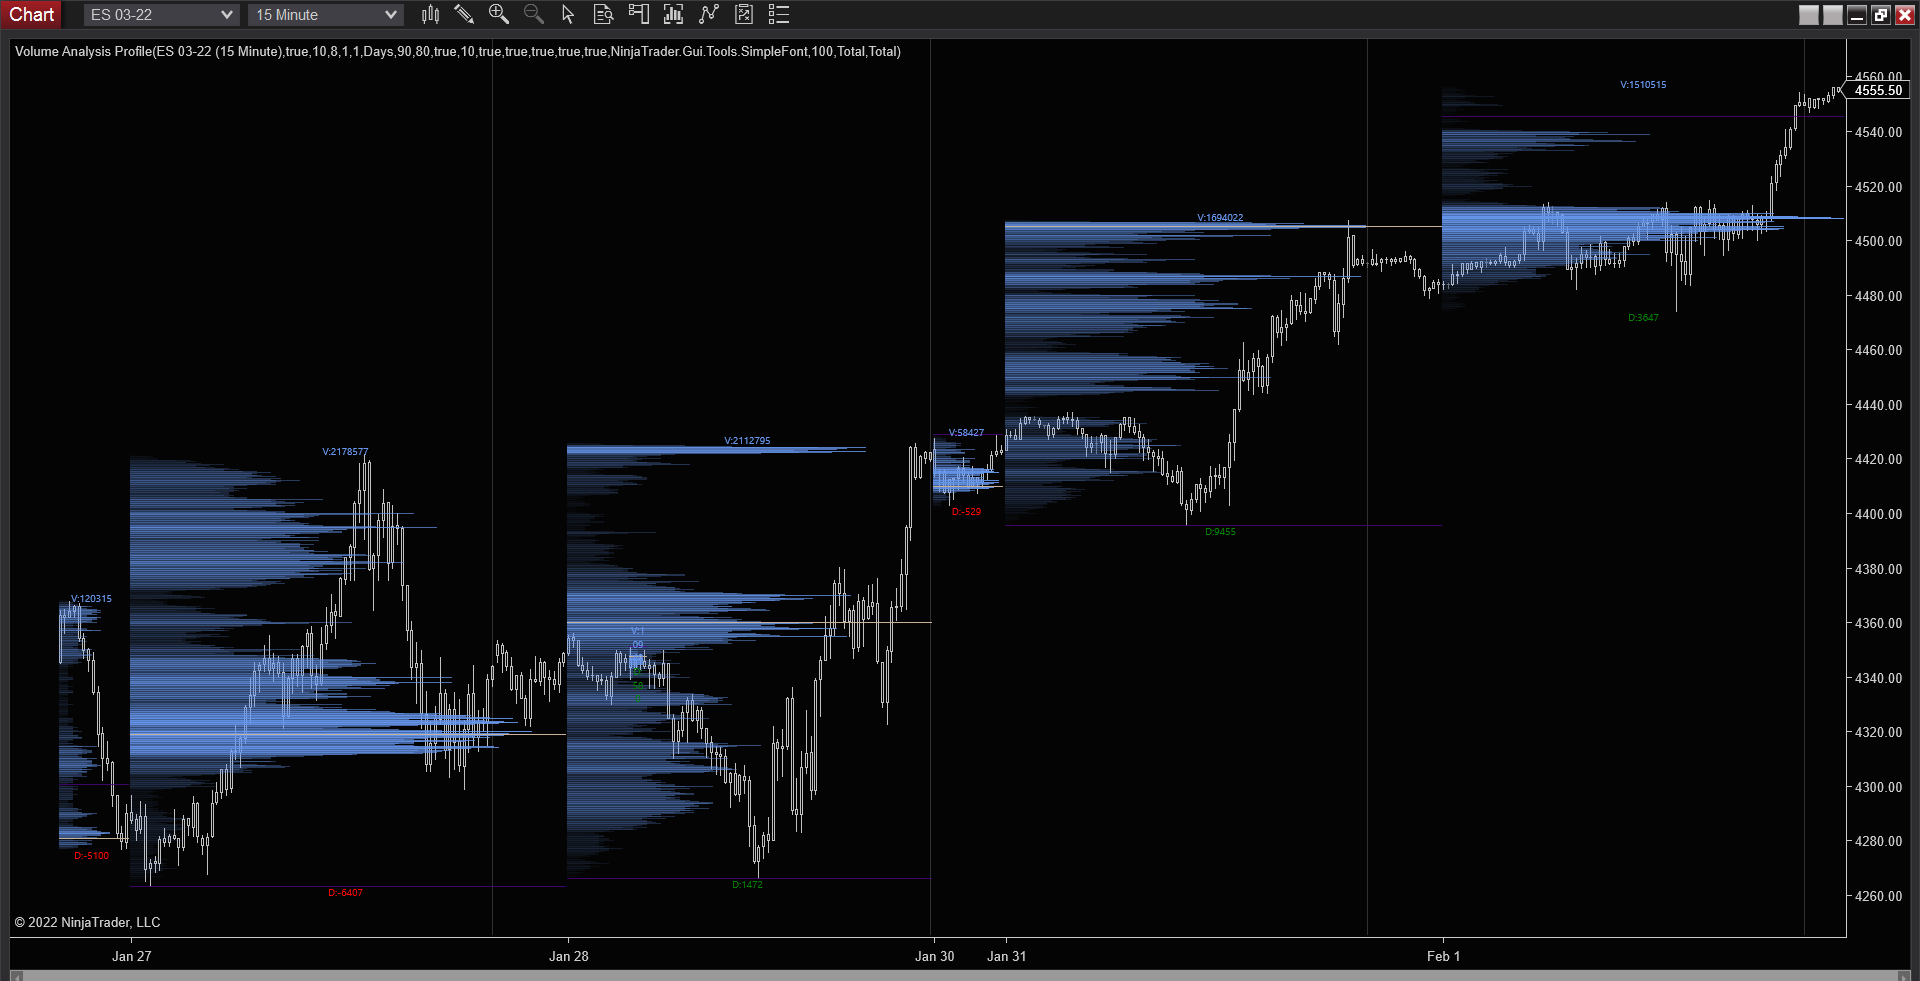 Chart
ES 03-22
15 Minute
Volume Analysis Profile(ES 03-22 (15 Minute),true,10,8,1,1,Days,90,80,true,10,true,true,true,true,true,NinjaTrader.Gui.Tools.SimpleFont,100,Total,Total)
4560.00
V:1510515
4555.50
4540.00
4520.00
V:1694022
4500.00
4480.00
D:3647
4460.00
4440.00
V:58427
V:2112795
V:2178577
4420.00
D:-529
4400.00
D:9455
4380.00
V:120315
4360.00
V:1
09
58
4340.00
4320.00
4300.00
4280.00
D:-5100
D:1472
D:-6407
4260.00
© 2022 NinjaTrader, LLC
Jan 27
Jan 28
Jan 30
Jan 31
Feb 1